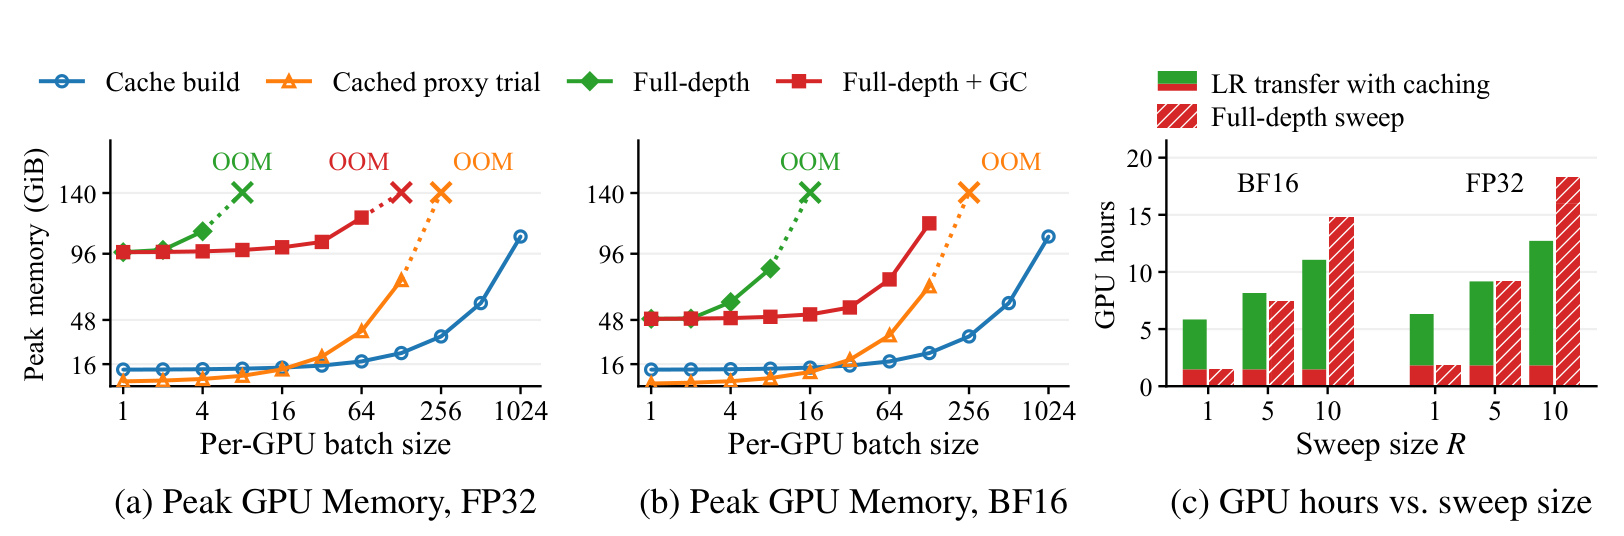 Cache build Cached proxy trial Full-depth Full-depth + GC
LR transfer with caching
Full-depth sweep
Peak memory (GiB)
140
96
48
16
OOM OOM OOM
1 4 16 64 256 1024
Per-GPU batch size
(a) Peak GPU Memory, FP32
140
96
48
16
OOM OOM
1 4 16 64 256 1024
Per-GPU batch size
(b) Peak GPU Memory, BF16
GPU hours
20
15
10
5
0
BF16 FP32
1 5 10 1 5 10
Sweep size R
(c) GPU hours vs. sweep size